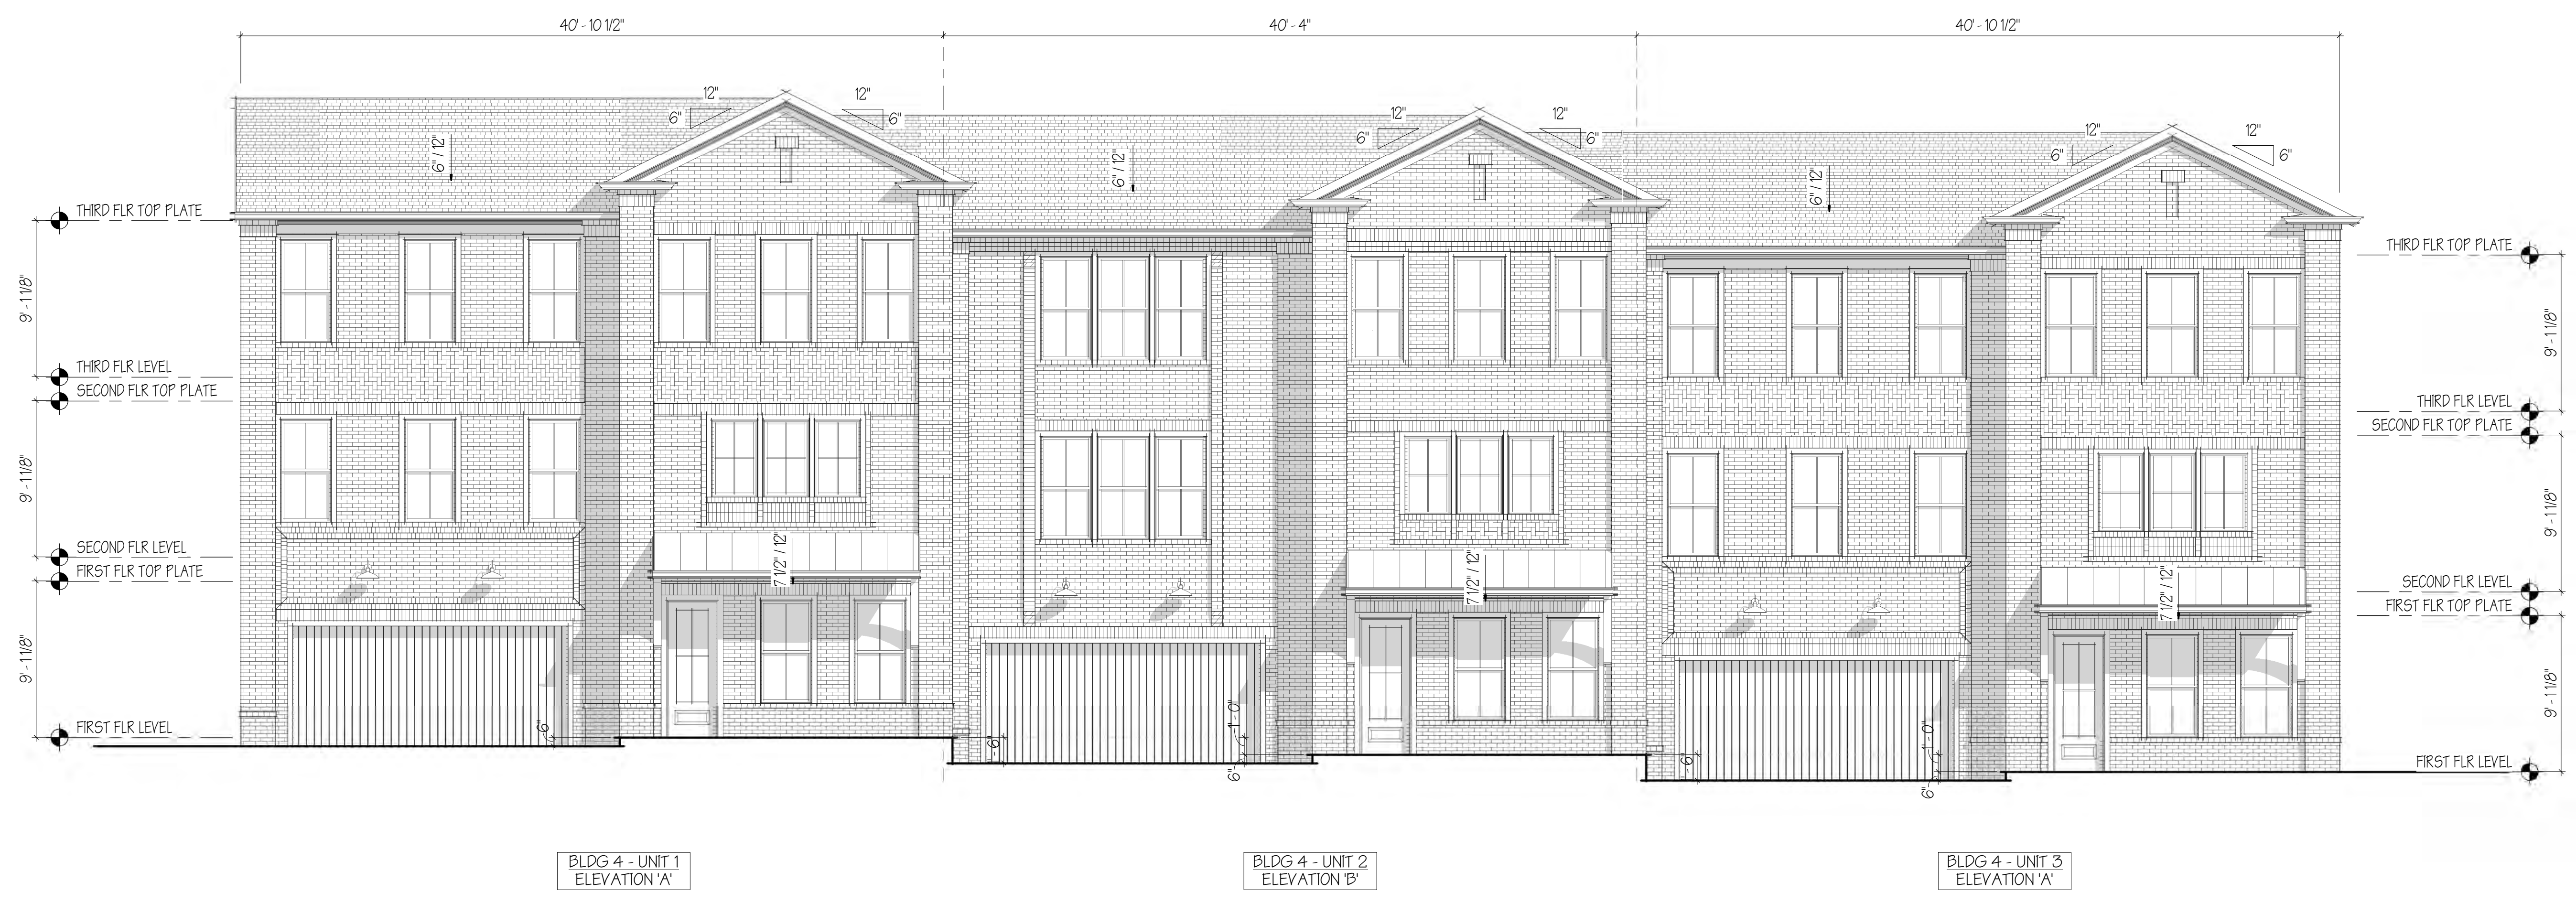 40' - 10 1/2"
40' - 4"
40' - 10 1/2"
12"
12"
6"
6"
12"
12"
6"
6"
12"
12"
6"
6"
6" / 12"
6" / 12"
6" / 12"
THIRD FLR TOP PLATE
THIRD FLR LEVEL
SECOND FLR TOP PLATE
SECOND FLR LEVEL
FIRST FLR TOP PLATE
FIRST FLR LEVEL
9' - 1 1/8"
9' - 1 1/8"
9' - 1 1/8"
7 1/2" / 12"
7 1/2" / 12"
7 1/2" / 12"
6"
1' - 0"
6"
1' - 0"
6"
THIRD FLR TOP PLATE
THIRD FLR LEVEL
SECOND FLR TOP PLATE
SECOND FLR LEVEL
FIRST FLR TOP PLATE
FIRST FLR LEVEL
9' - 1 1/8"
9' - 1 1/8"
9' - 1 1/8"
BLDG 4 - UNIT 1
ELEVATION 'A'
BLDG 4 - UNIT 2
ELEVATION 'B'
BLDG 4 - UNIT 3
ELEVATION 'A'